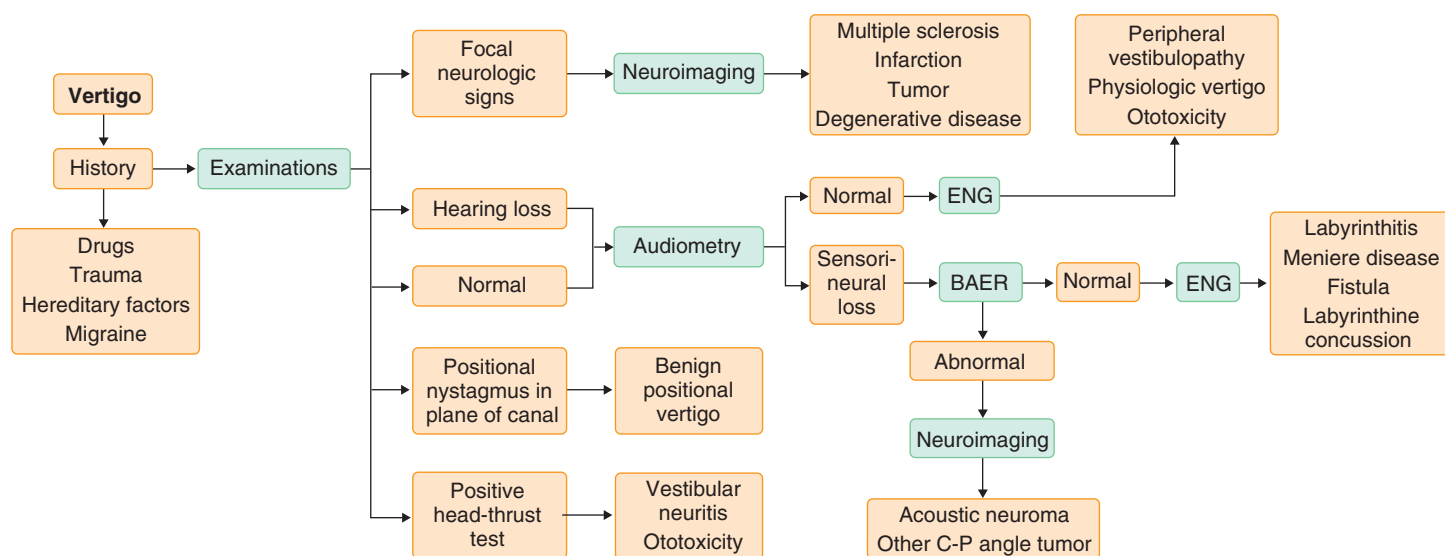 Vertigo
History
Drugs
Trauma
Hereditary factors
Migraine
Examinations
Focal
neurologic
signs
Neuroimaging
Multiple sclerosis
Infarction
Tumor
Degenerative disease
Hearing loss
Normal
Audiometry
Normal
ENG
Peripheral
vestibulopathy
Physiologic vertigo
Ototoxicity
Sensori-
neural
loss
BAER
Normal
ENG
Labyrinthitis
Meniere disease
Fistula
Labyrinthine
concussion
Abnormal
Neuroimaging
Acoustic neuroma
Other C-P angle tumor
Positional
nystagmus in
plane of canal
Benign
positional
vertigo
Positive
head-thrust
test
Vestibular
neuritis
Ototoxicity